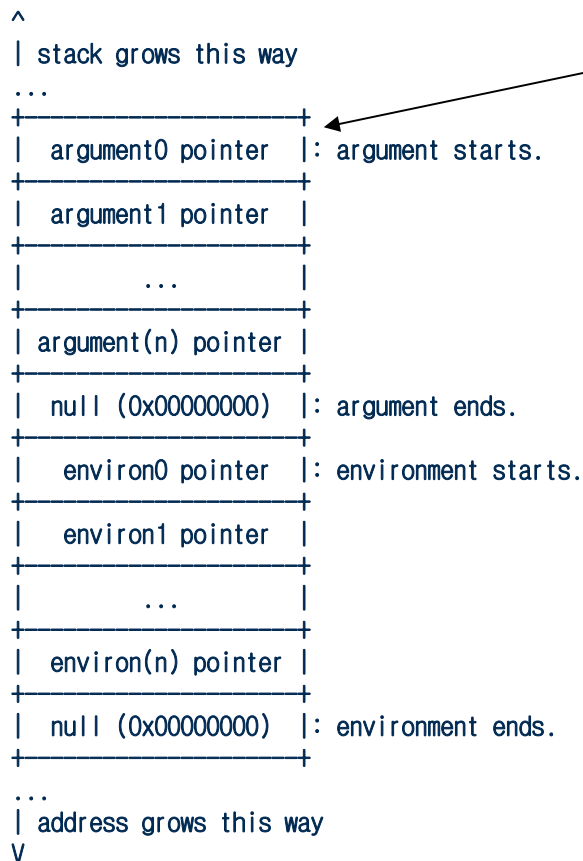 ^
| stack grows this way
...
+---------------------+
| argument0 pointer |: argument starts.
+---------------------+
| argument1 pointer |
+---------------------+
| ... |
+---------------------+
| argument(n) pointer |
+---------------------+
| null (0x00000000) |: argument ends.
+---------------------+
| environ0 pointer |: environment starts.
+---------------------+
| environ1 pointer |
+---------------------+
| ... |
+---------------------+
| environ(n) pointer |
+---------------------+
| null (0x00000000) |: environment ends.
+---------------------+
...
| address grows this way
V